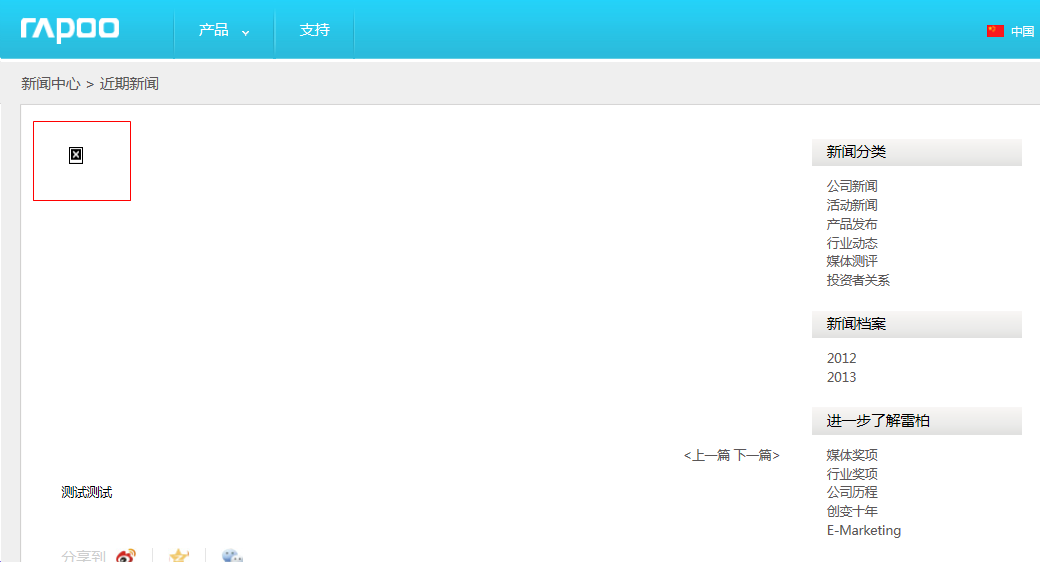 rapoo
产品
支持
中国
新闻中心 > 近期新闻
新闻分类
公司新闻
活动新闻
产品发布
行业动态
媒体测评
投资者关系
新闻档案
2012
2013
进一步了解雷柏
媒体奖项
行业奖项
公司历程
创变十年
E-Marketing
<上一篇 下一篇>
测试测试
分享到